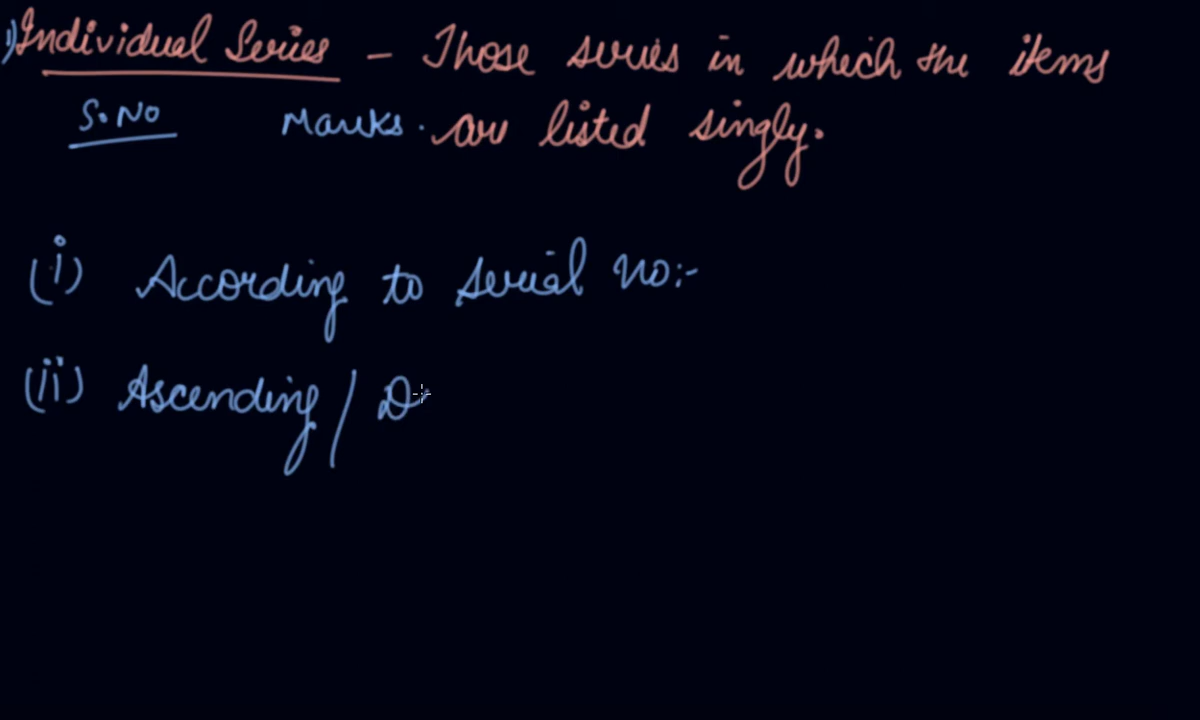 1) Individual Series - Those series in which the items
S.No Marks. are listed singly.
(i) According to serial no:-
(ii) Ascending / D